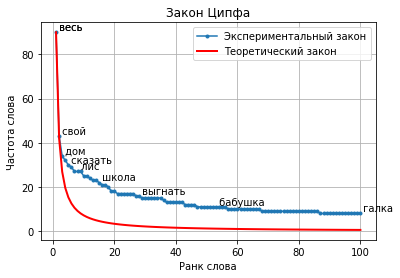 Закон Ципфа
Экспериментальный закон
Теоретический закон
весь
свой
дом
сказать
лис
школа
выгнать
бабушка
галка
Частота слова
80
60
40
20
0
0
20
40
60
80
100
Ранк слова